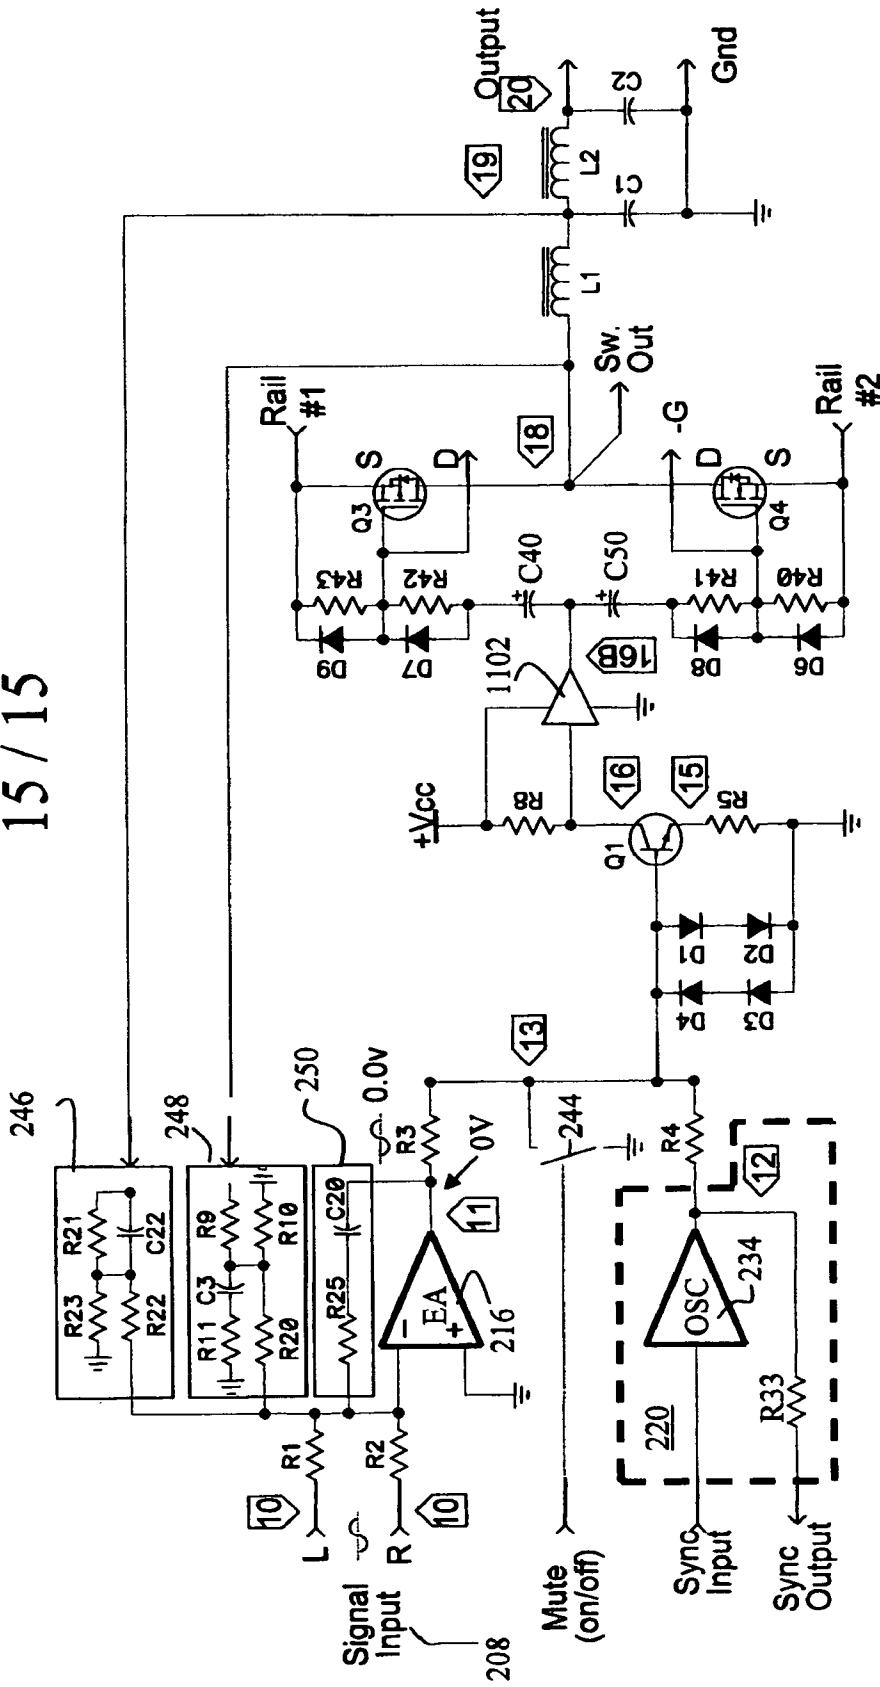 15 / 15
246
R21
R23
C22
R22
248
R9
C3
R10
R11
R20
250
C20
R25
0.0v
R3
0V
11
EA
216
-
+
R1
R2
10
10
L
R
Signal
Input
208
13
244
Mute
(on/off)
R4
12
OSC
234
220
R33
Sync
Input
Sync
Output
D1
D2
D4
D3
+Vcc
R8
16
15
Q1
R5
1102
16B
D9
R43
D7
R42
C40
+
C50
+
D8
R41
D6
R40
Rail
#1
Q3
S
D
18
Sw.
Out
-G
D
S
Q4
Rail
#2
L1
19
L2
C1
C2
20
Output
Gnd